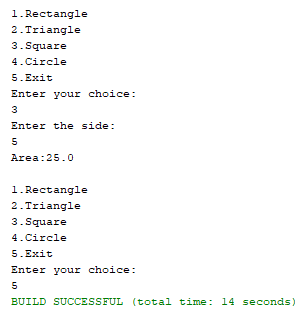 1.Rectangle
2.Triangle
3.Square
4.Circle
5.Exit
Enter your choice:
3
Enter the side:
5
Area:25.0

1.Rectangle
2.Triangle
3.Square
4.Circle
5.Exit
Enter your choice:
5
BUILD SUCCESSFUL (total time: 14 seconds)